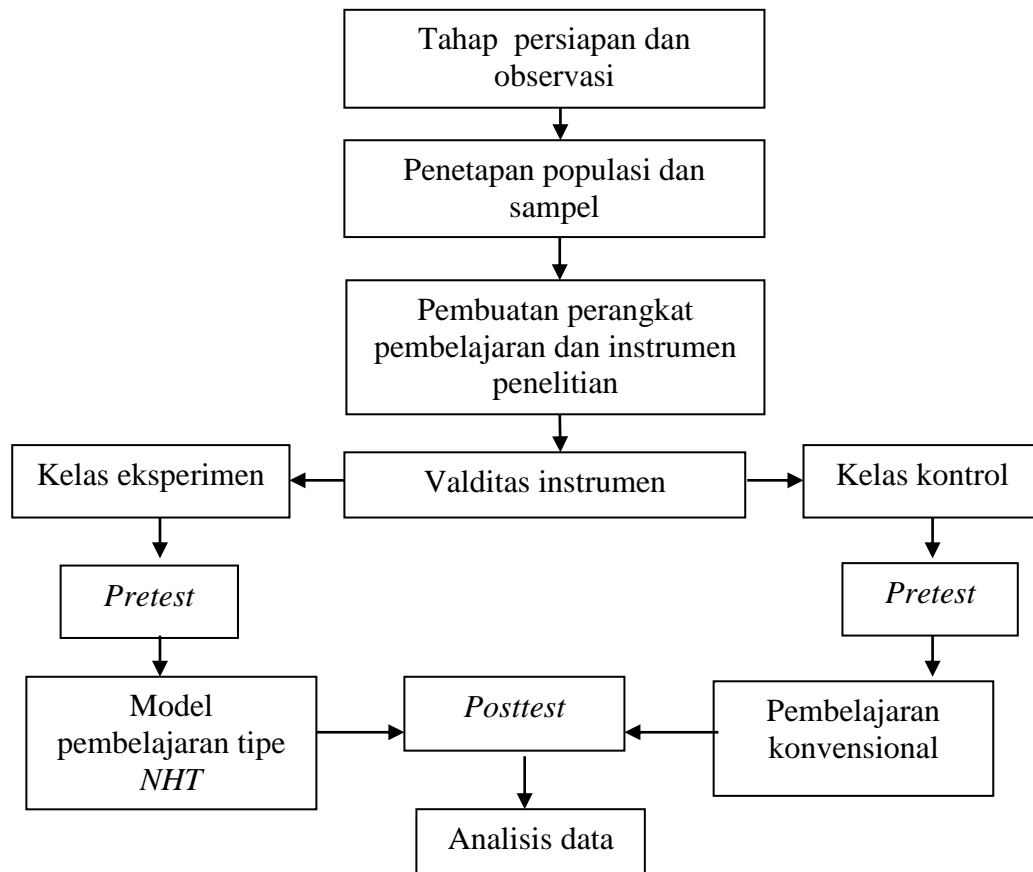 Tahap persiapan dan
observasi
Penetapan populasi dan
sampel
Pembuatan perangkat
pembelajaran dan instrumen
penelitian
Kelas eksperimen
Valditas instrumen
Kelas kontrol
Pretest
Pretest
Model
pembelajaran tipe
NHT
Posttest
Pembelajaran
konvensional
Analisis data